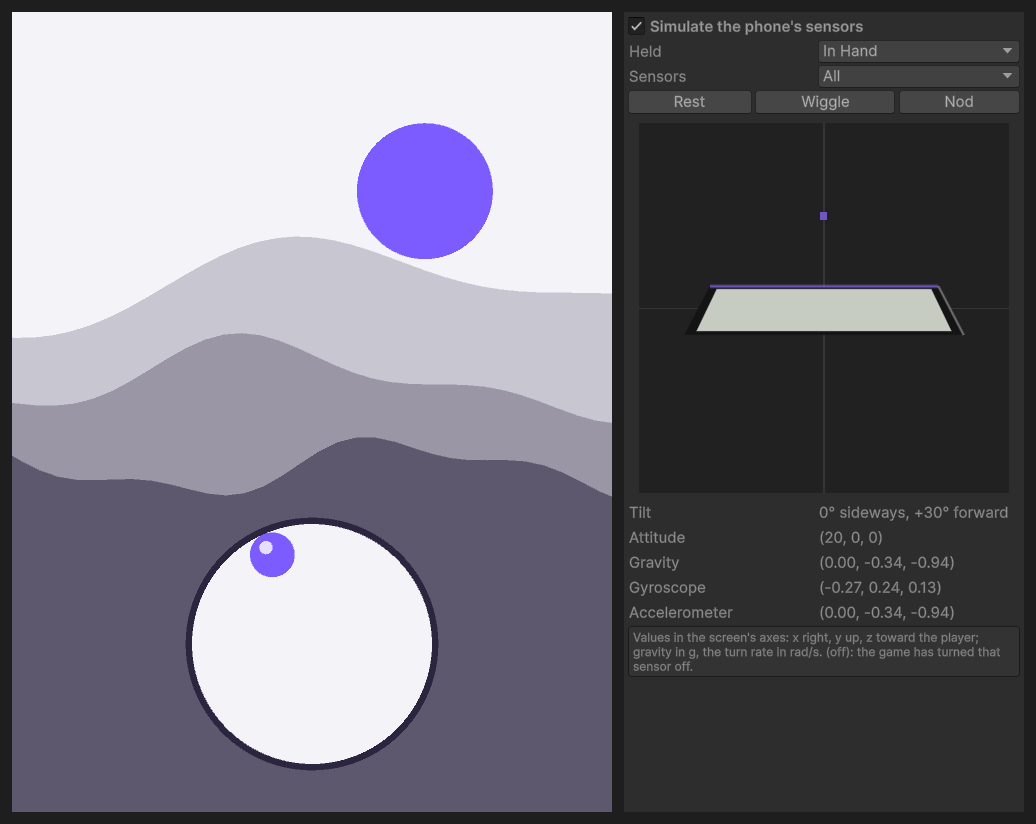 Simulate the phone's sensors
Held In Hand
Sensors All
Rest Wiggle Nod
Tilt 0° sideways, +30° forward
Attitude (20, 0, 0)
Gravity (0.00, -0.34, -0.94)
Gyroscope (-0.27, 0.24, 0.13)
Accelerometer (0.00, -0.34, -0.94)
Values in the screen's axes: x right, y up, z toward the player;
gravity in g, the turn rate in rad/s. (off): the game has turned that
sensor off.